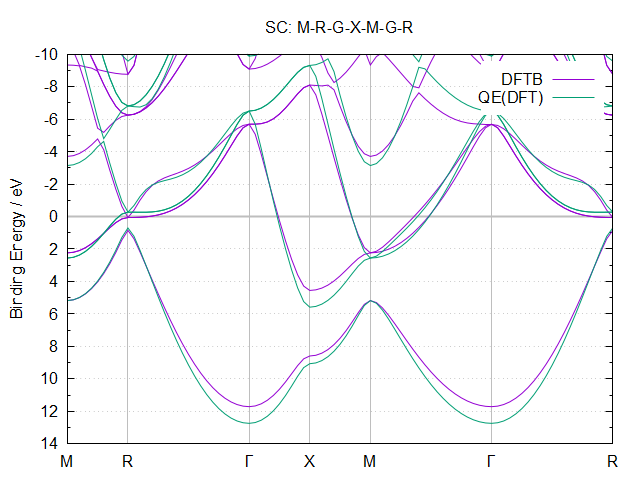 SC: M-R-G-X-M-G-R
-10
-8
-6
-4
-2
0
2
4
6
8
10
12
14
Binding Energy / eV
DFTB
QE(DFT)
M R Γ X M Γ R